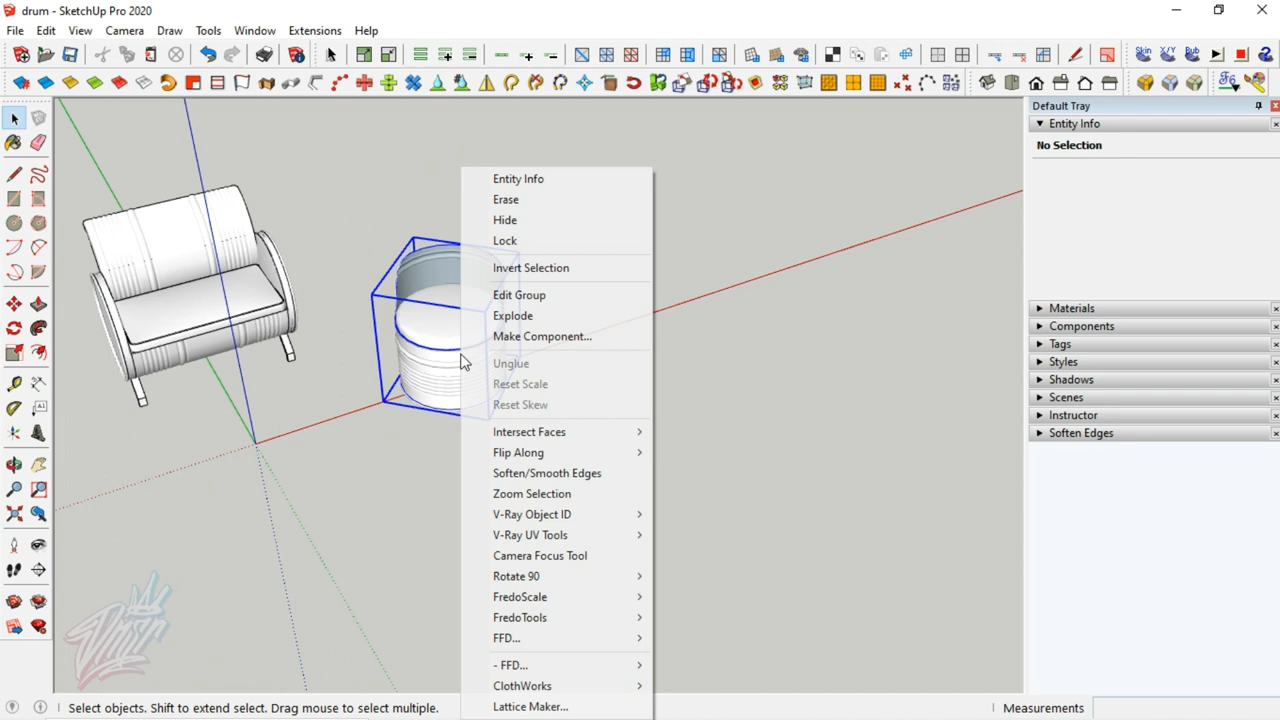 drum - SketchUp Pro 2020
File Edit View Camera Draw Tools Window Extensions Help
Default Tray
Entity Info
No Selection
Materials
Components
Tags
Styles
Shadows
Scenes
Instructor
Soften Edges
Entity Info
Erase
Hide
Lock
Invert Selection
Edit Group
Explode
Make Component...
Unglue
Reset Scale
Reset Skew
Intersect Faces
Flip Along
Soften/Smooth Edges
Zoom Selection
V-Ray Object ID
V-Ray UV Tools
Camera Focus Tool
Rotate 90
FredoScale
FredoTools
FFD...
- FFD...
ClothWorks
Lattice Maker...
Skin X/Y Bub
Select objects. Shift to extend select. Drag mouse to select multiple.
Measurements